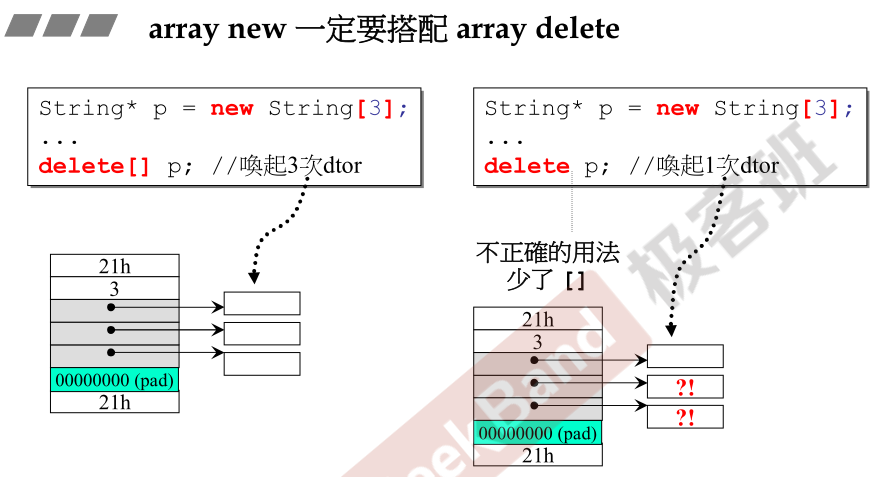 array new 一定要搭配 array delete
String* p = new String[3];
...
delete[] p; //喚起3次dtor
String* p = new String[3];
...
delete p; //喚起1次dtor
不正確的用法
少了 []
21h
3
00000000 (pad)
21h
21h
3
?!
?!
00000000 (pad)
21h
GeekBand 极客班